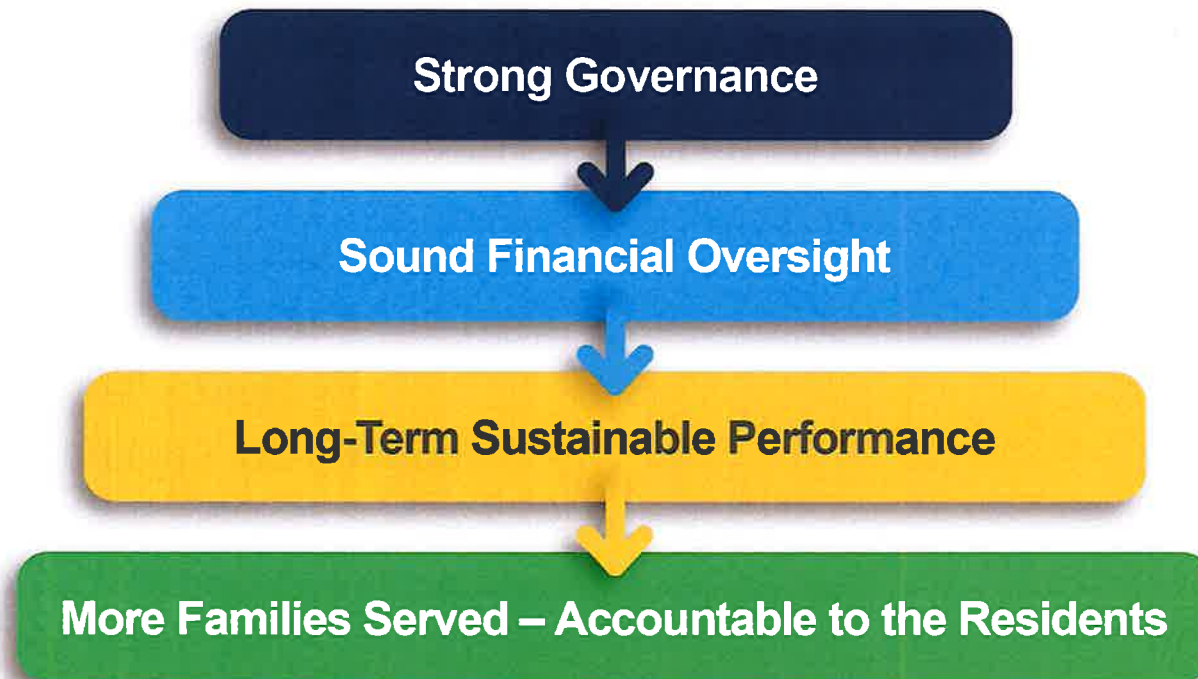 Strong Governance
Sound Financial Oversight
Long-Term Sustainable Performance
More Families Served – Accountable to the Residents